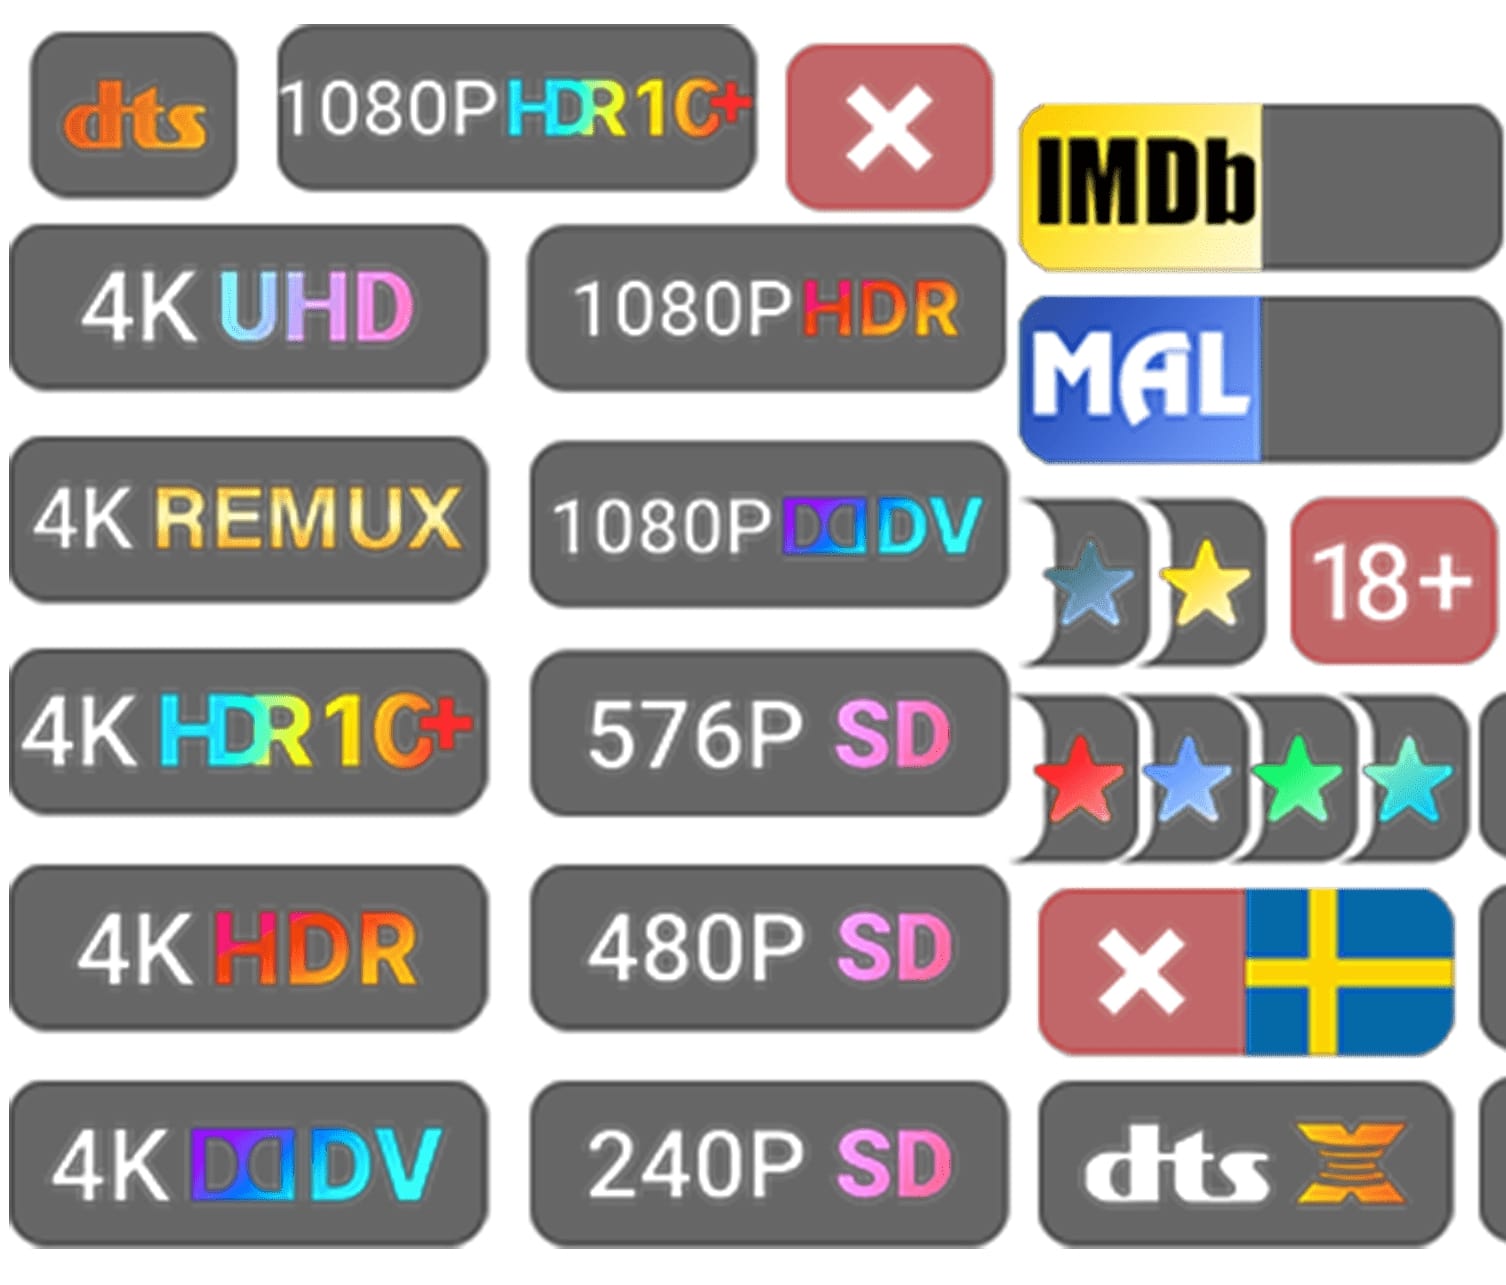 dts
1080P HDR10+
IMDb
4K UHD
1080P HDR
MAL
4K REMUX
1080P DV
18+
4K HDR10+
576P SD
4K HDR
480P SD
4K DV
240P SD
dts X